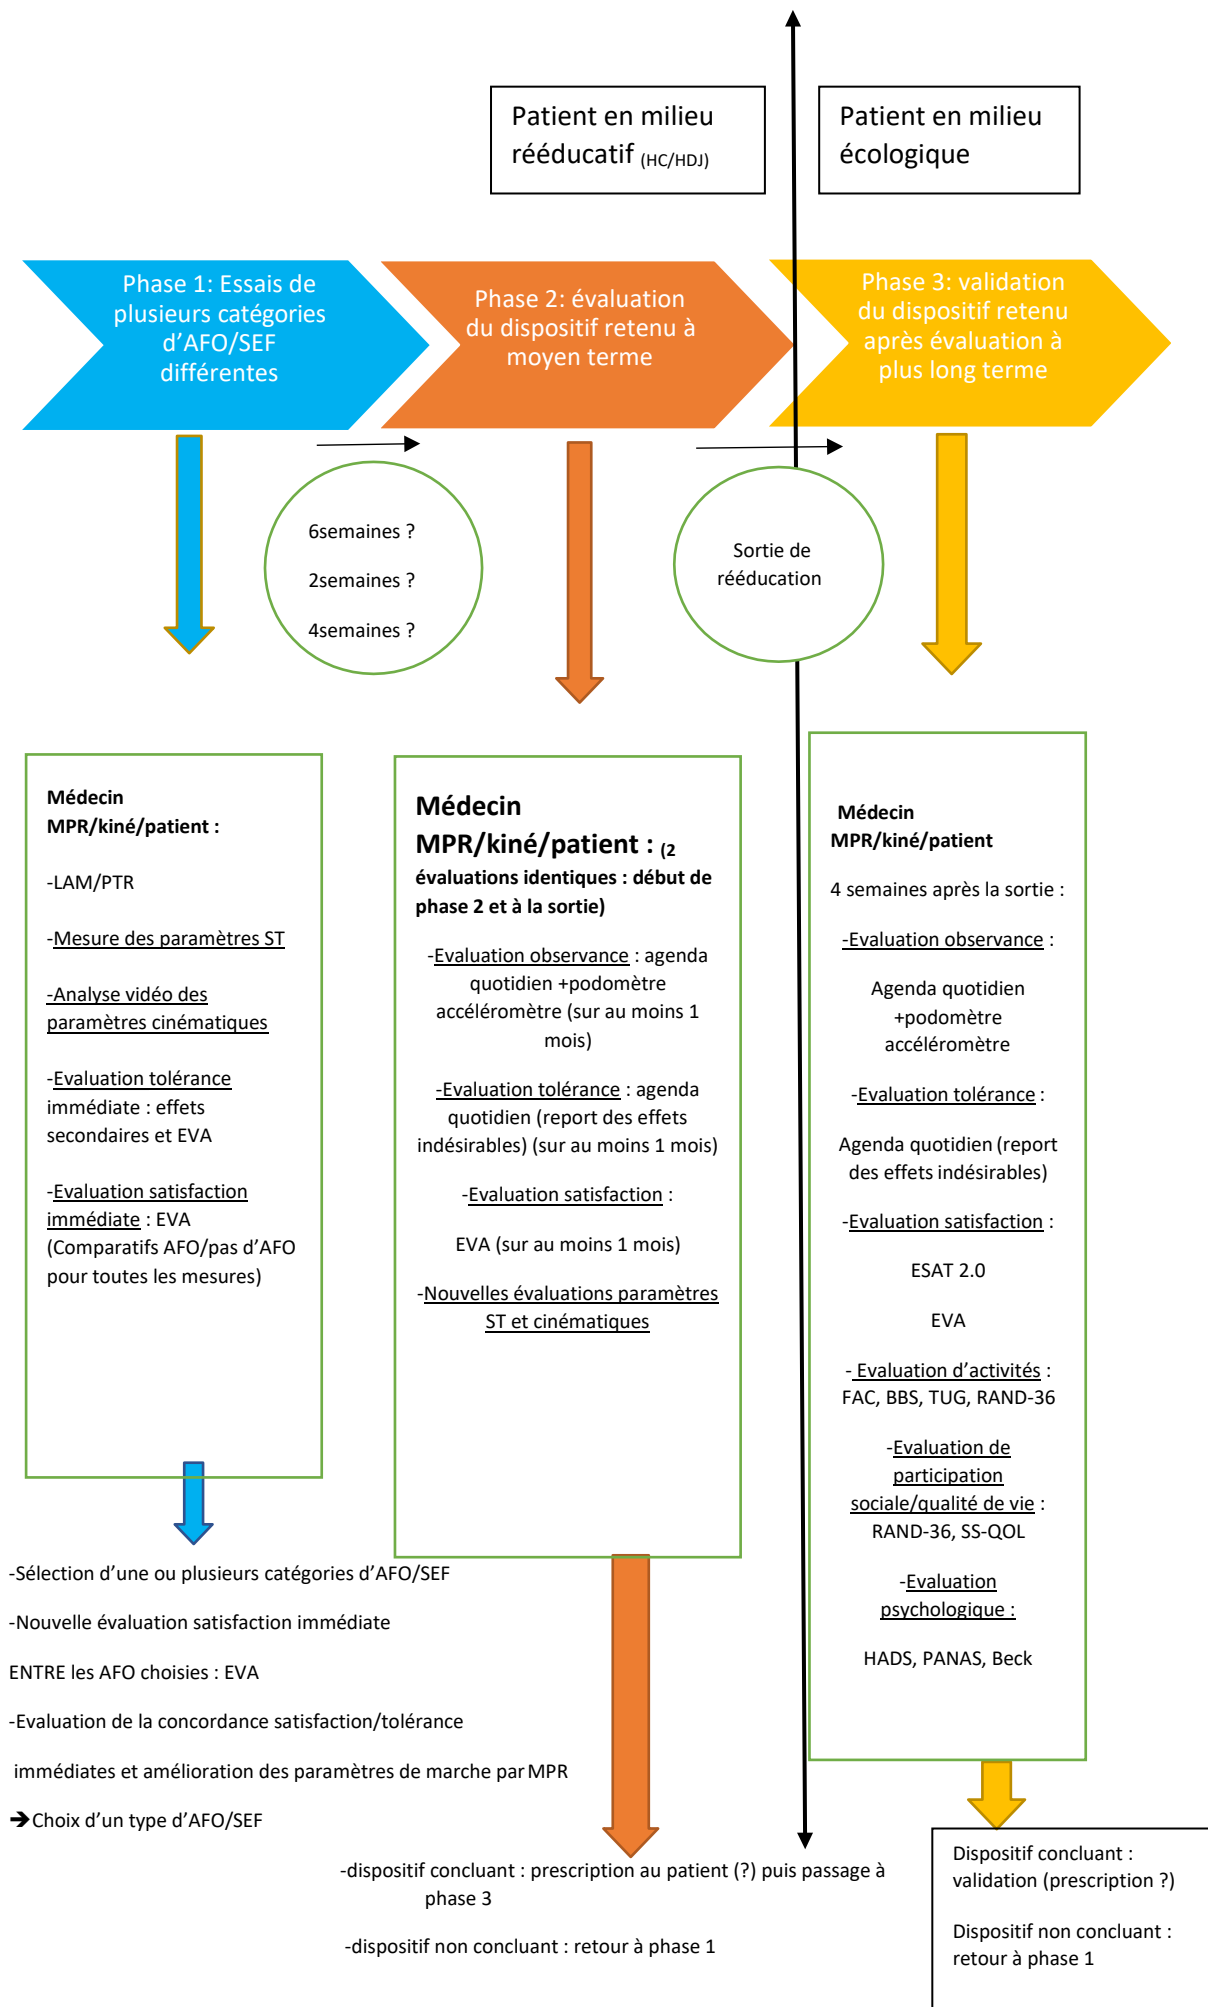 Patient en milieu
rééducatif (HC/HDJ)
Patient en milieu
écologique
Phase 1: Essais de
plusieurs catégories
d’AFO/SEF
différentes
Phase 2: évaluation
du dispositif retenu à
moyen terme
Phase 3: validation
du dispositif retenu
après évaluation à
plus long terme
6semaines ?
2semaines ?
4semaines ?
Sortie de
rééducation
Médecin
MPR/kiné/patient :
-LAM/PTR
-Mesure des paramètres ST
-Analyse vidéo des
paramètres cinématiques
-Evaluation tolérance
immédiate : effets
secondaires et EVA
-Evaluation satisfaction
immédiate : EVA
(Comparatifs AFO/pas d’AFO
pour toutes les mesures)
Médecin
MPR/kiné/patient : (2
évaluations identiques : début de
phase 2 et à la sortie)
-Evaluation observance : agenda
quotidien +podomètre
accéléromètre (sur au moins 1
mois)
-Evaluation tolérance : agenda
quotidien (report des effets
indésirables) (sur au moins 1 mois)
-Evaluation satisfaction :
EVA (sur au moins 1 mois)
-Nouvelles évaluations paramètres
ST et cinématiques
Médecin
MPR/kiné/patient
4 semaines après la sortie :
-Evaluation observance :
Agenda quotidien
+podomètre
accéléromètre
-Evaluation tolérance :
Agenda quotidien (report
des effets indésirables)
-Evaluation satisfaction :
ESAT 2.0
EVA
- Evaluation d’activités :
FAC, BBS, TUG, RAND-36
-Evaluation de
participation
sociale/qualité de vie :
RAND-36, SS-QOL
-Evaluation
psychologique :
HADS, PANAS, Beck
-Sélection d’une ou plusieurs catégories d’AFO/SEF
-Nouvelle évaluation satisfaction immédiate
ENTRE les AFO choisies : EVA
-Evaluation de la concordance satisfaction/tolérance
immédiates et amélioration des paramètres de marche par MPR
➔Choix d’un type d’AFO/SEF
-dispositif concluant : prescription au patient (?) puis passage à
phase 3
-dispositif non concluant : retour à phase 1
Dispositif concluant :
validation (prescription ?)
Dispositif non concluant :
retour à phase 1